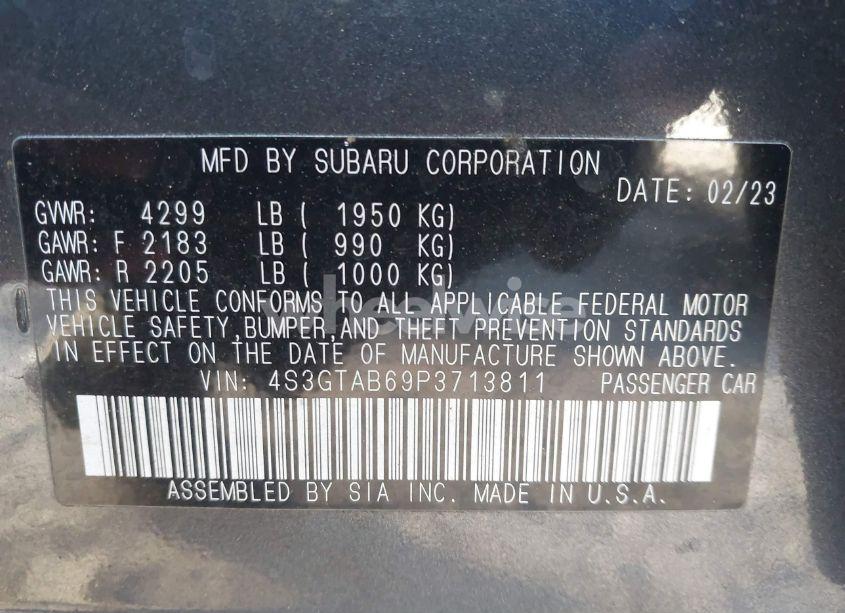 MFD BY SUBARU CORPORATION
DATE: 02/23
GVWR: 4299 LB ( 1950 KG)
GAWR: F 2183 LB ( 990 KG)
GAWR: R 2205 LB ( 1000 KG)
THIS VEHICLE CONFORMS TO ALL APPLICABLE FEDERAL MOTOR
VEHICLE SAFETY,BUMPER,AND THEFT PREVENTION STANDARDS
IN EFFECT ON THE DATE OF MANUFACTURE SHOWN ABOVE.
VIN: 4S3GTAB69P3713811 PASSENGER CAR
ASSEMBLED BY SIA INC. MADE IN U.S.A.